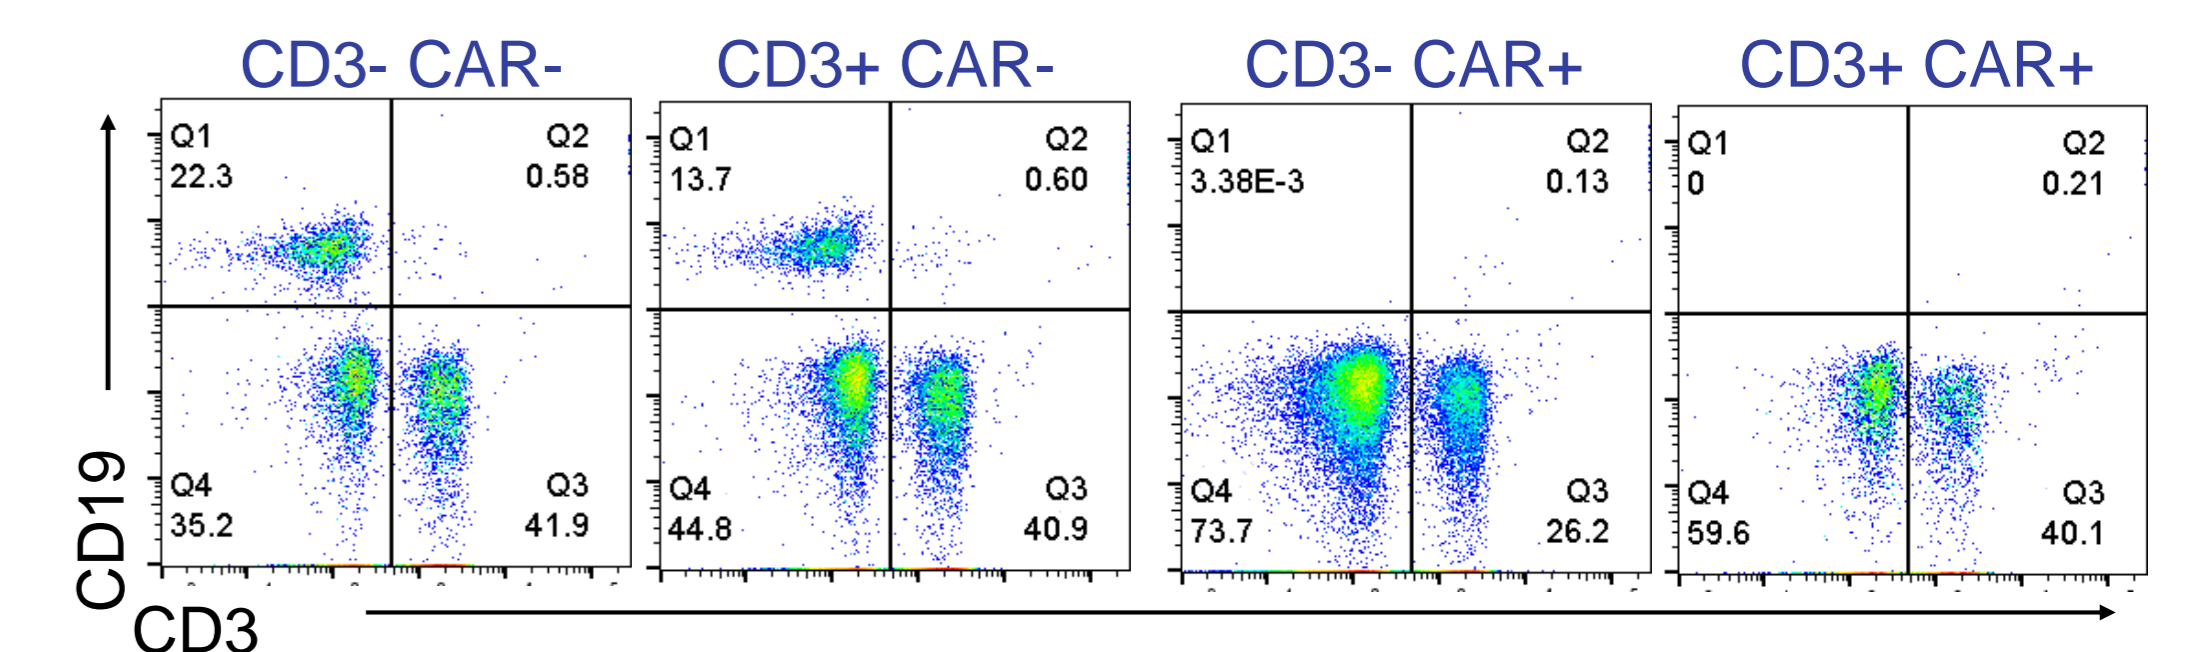 CD3- CAR-
CD3+ CAR-
CD3- CAR+
CD3+ CAR+
Q1
22.3
Q2
0.58
Q4
35.2
Q3
41.9
Q1
13.7
Q2
0.60
Q4
44.8
Q3
40.9
Q1
3.38E-3
Q2
0.13
Q4
73.7
Q3
26.2
Q1
0
Q2
0.21
Q4
59.6
Q3
40.1
CD19
CD3